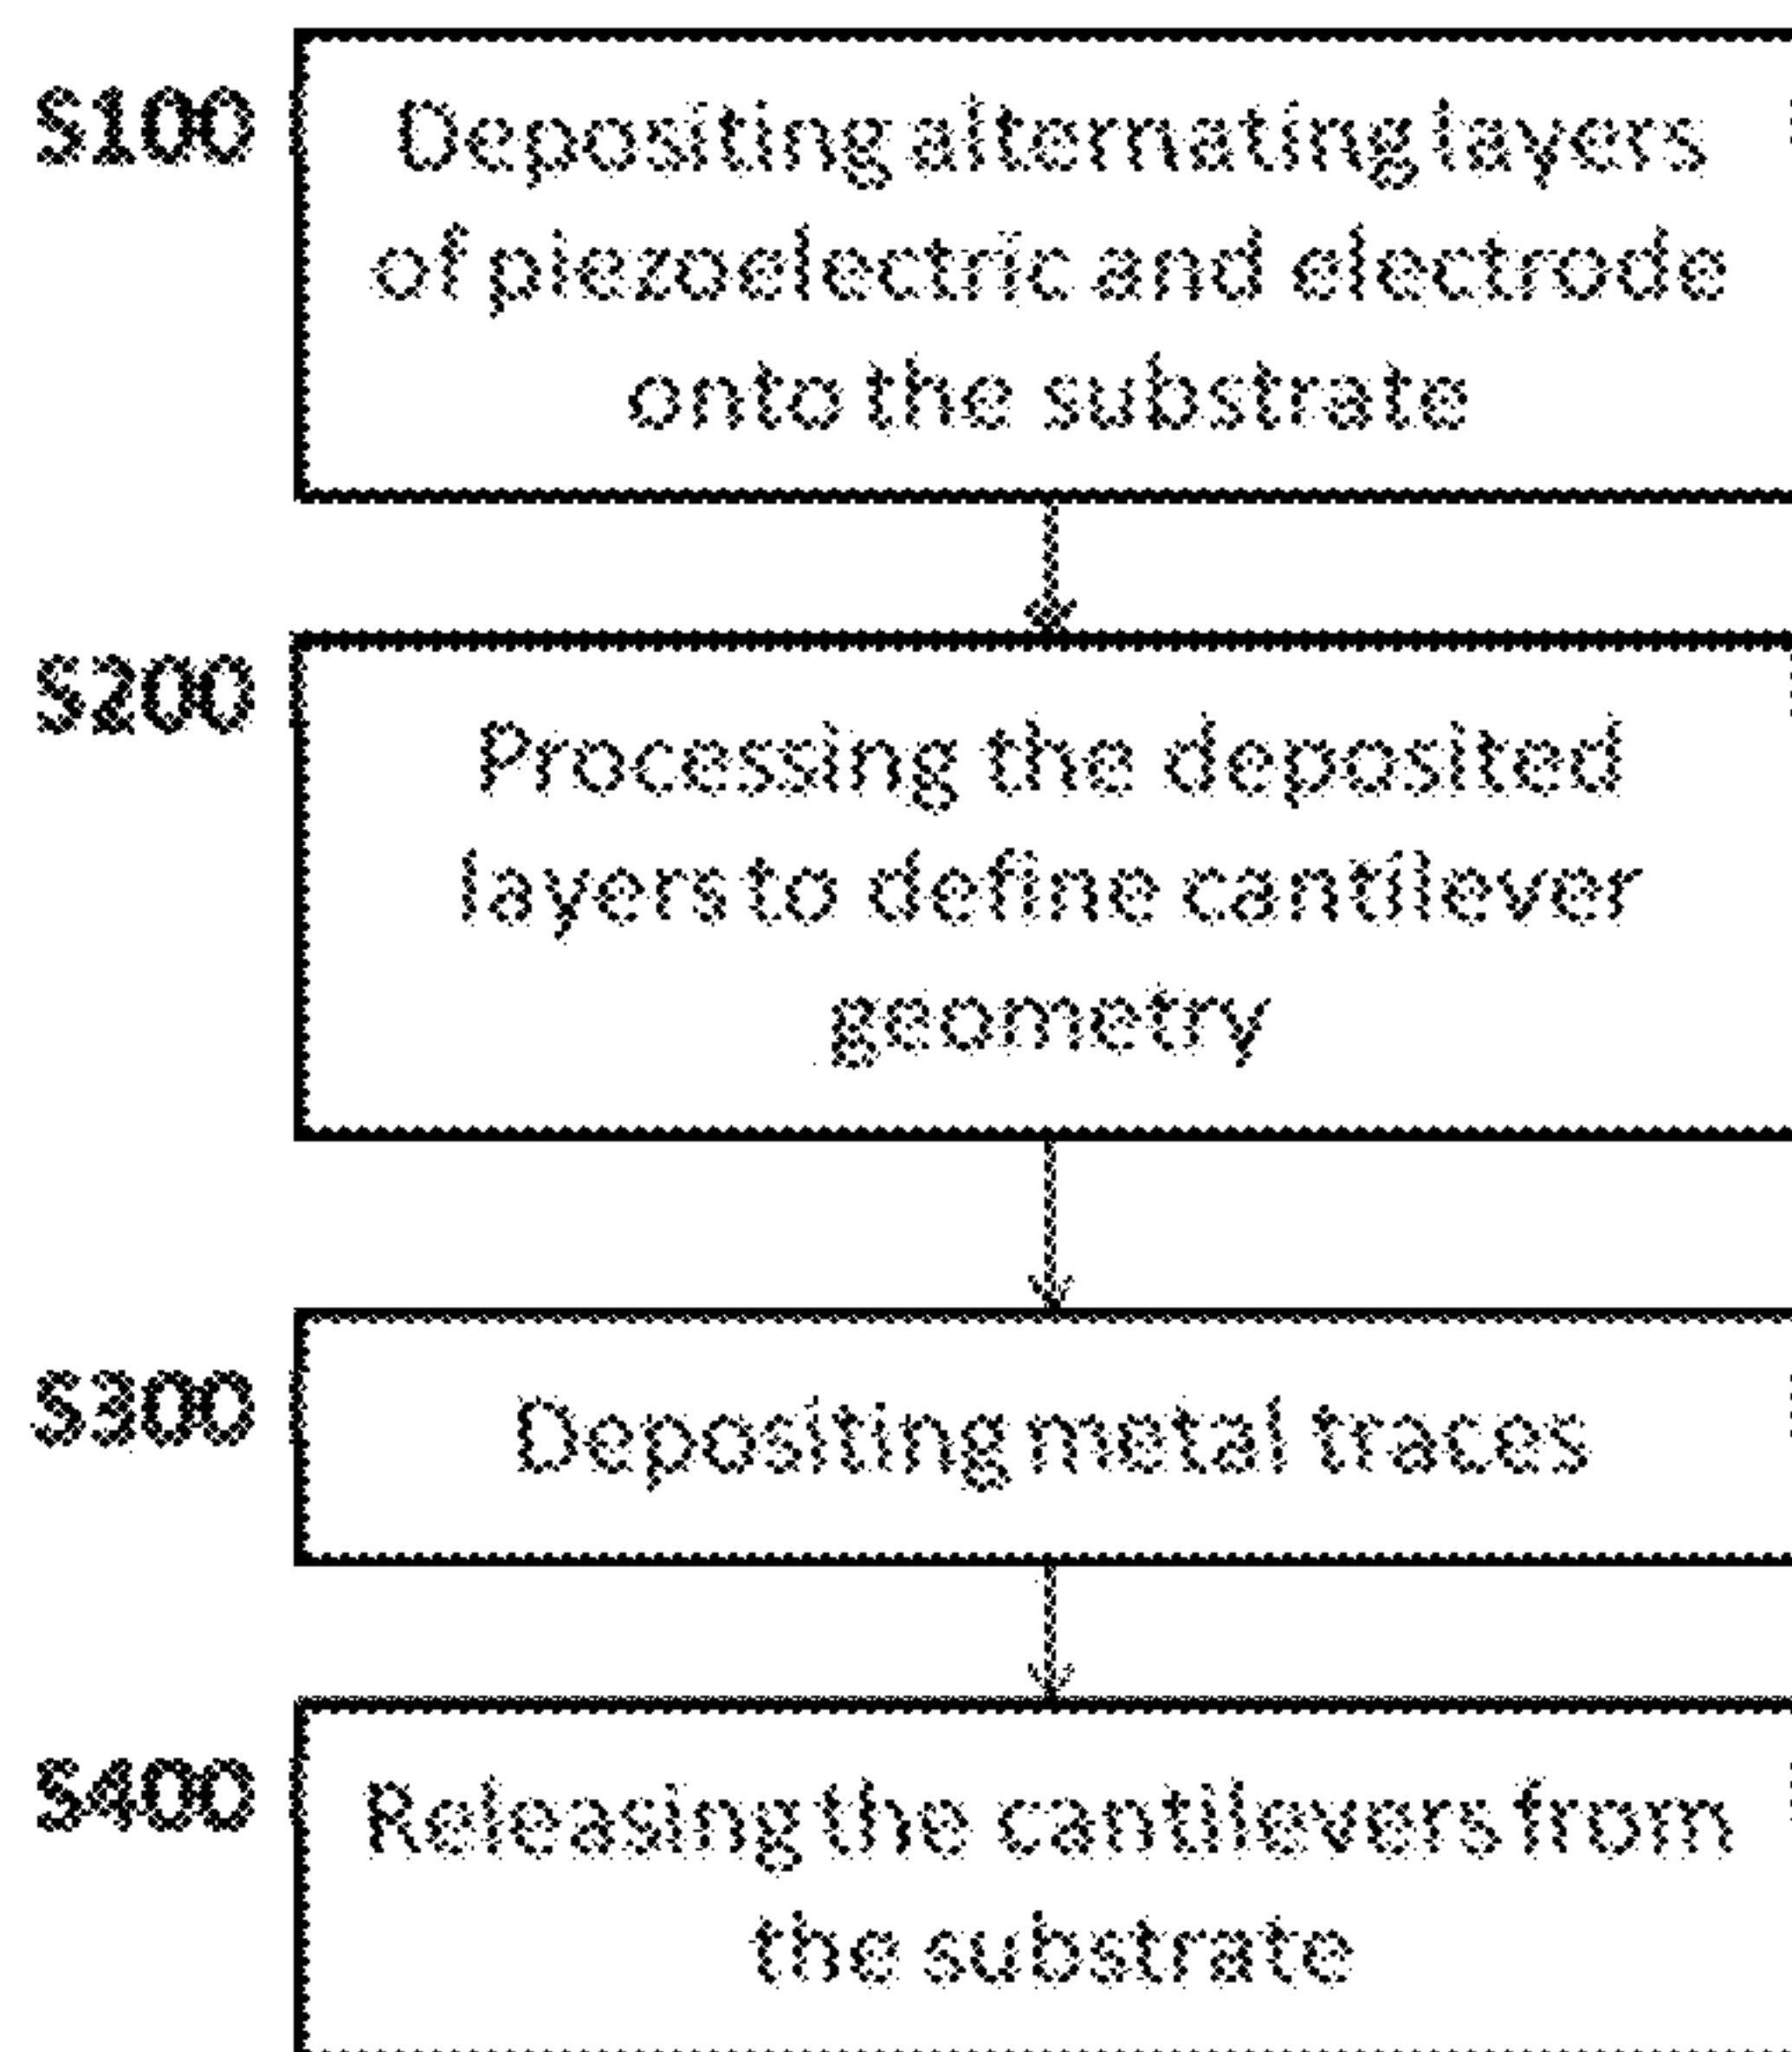 S100
Depositing alternating layers
of piezoelectric and electrode
onto the substrate
S200
Processing the deposited
layers to define cantilever
geometry
S300
Depositing metal traces
S400
Releasing the cantilevers from
the substrate